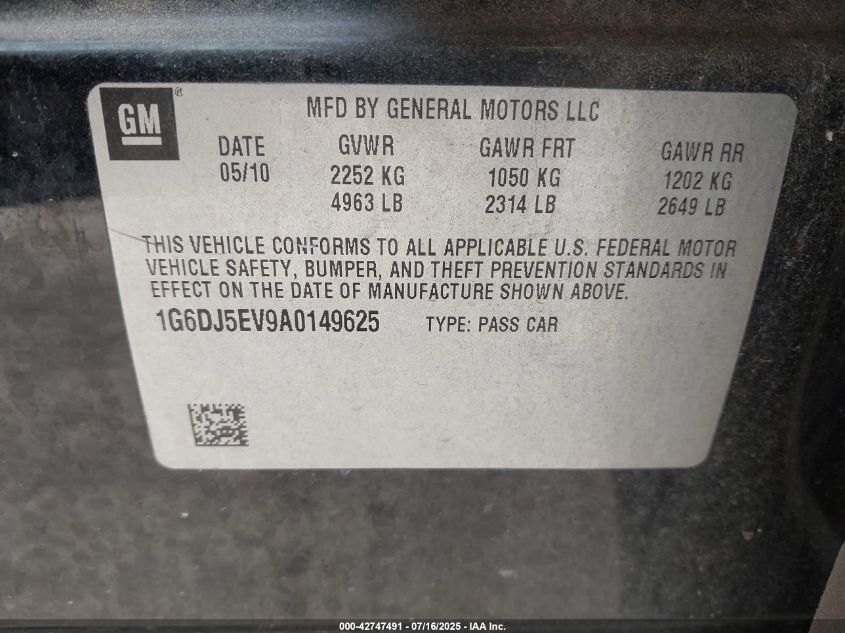 GM®
MFD BY GENERAL MOTORS LLC
DATE GVWR GAWR FRT GAWR RR
05/10 2252 KG 1050 KG 1202 KG
4963 LB 2314 LB 2649 LB
THIS VEHICLE CONFORMS TO ALL APPLICABLE U.S. FEDERAL MOTOR
VEHICLE SAFETY, BUMPER, AND THEFT PREVENTION STANDARDS IN
EFFECT ON THE DATE OF MANUFACTURE SHOWN ABOVE.
1G6DJ5EV9A0149625 TYPE: PASS CAR
000-42747491 - 07/16/2025 - IAA Inc.